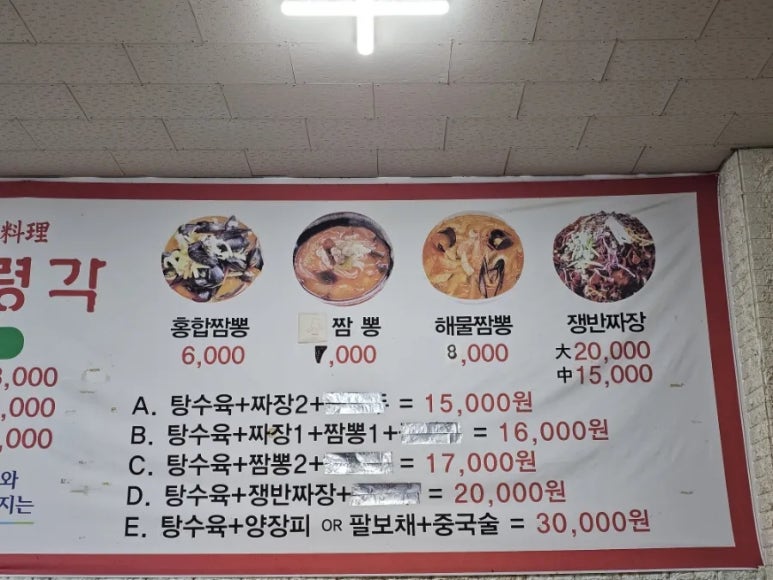 料理
령각
홍합짬뽕
6,000
짬 뽕
,000
해물짬뽕
8,000
쟁반짜장
大 20,000
中 15,000
,000
,000
,000
와
지는
A. 탕수육+짜장2+ = 15,000원
B. 탕수육+짜장1+짬뽕1+ = 16,000원
C. 탕수육+짬뽕2+ = 17,000원
D. 탕수육+쟁반짜장+ = 20,000원
E. 탕수육+양장피 OR 팔보채+중국술 = 30,000원